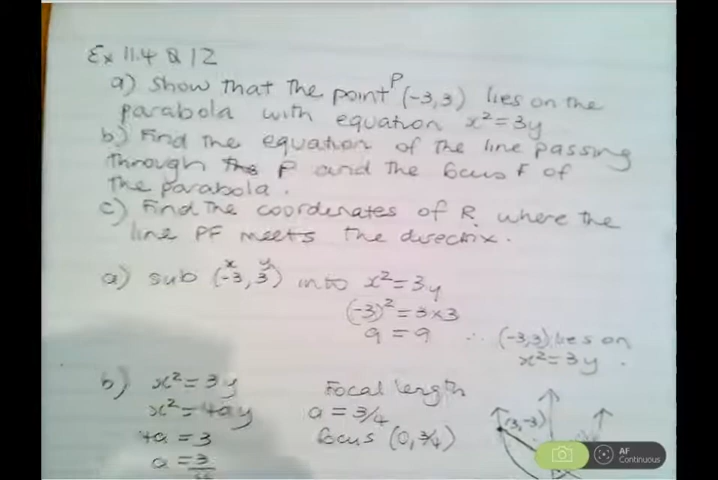 Ex 11.4 Q 12
a) Show that the point P (-3,3) lies on the
parabola with equation x² = 3y
b) Find the equation of the line passing
through the P and the focus F of
the parabola.
c) Find the coordinates of R, where the
line PF meets the directrix.
a) sub (-3, 3) into x² = 3y
x y
(-3)² = 3×3
9 = 9 ∴ (-3,3) lies on
x² = 3y.
b) x² = 3y Focal length
x² = 4ay a = 3/4
4a = 3 focus (0, 3/4)
a = 3
(3,-3)
AF
Continuous